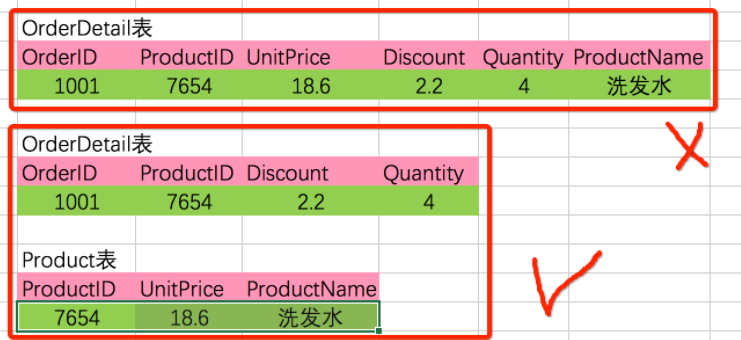 OrderDetail表
OrderID ProductID UnitPrice Discount Quantity ProductName
1001 7654 18.6 2.2 4 洗发水
OrderDetail表
OrderID ProductID Discount Quantity
1001 7654 2.2 4
Product表
ProductID UnitPrice ProductName
7654 18.6 洗发水